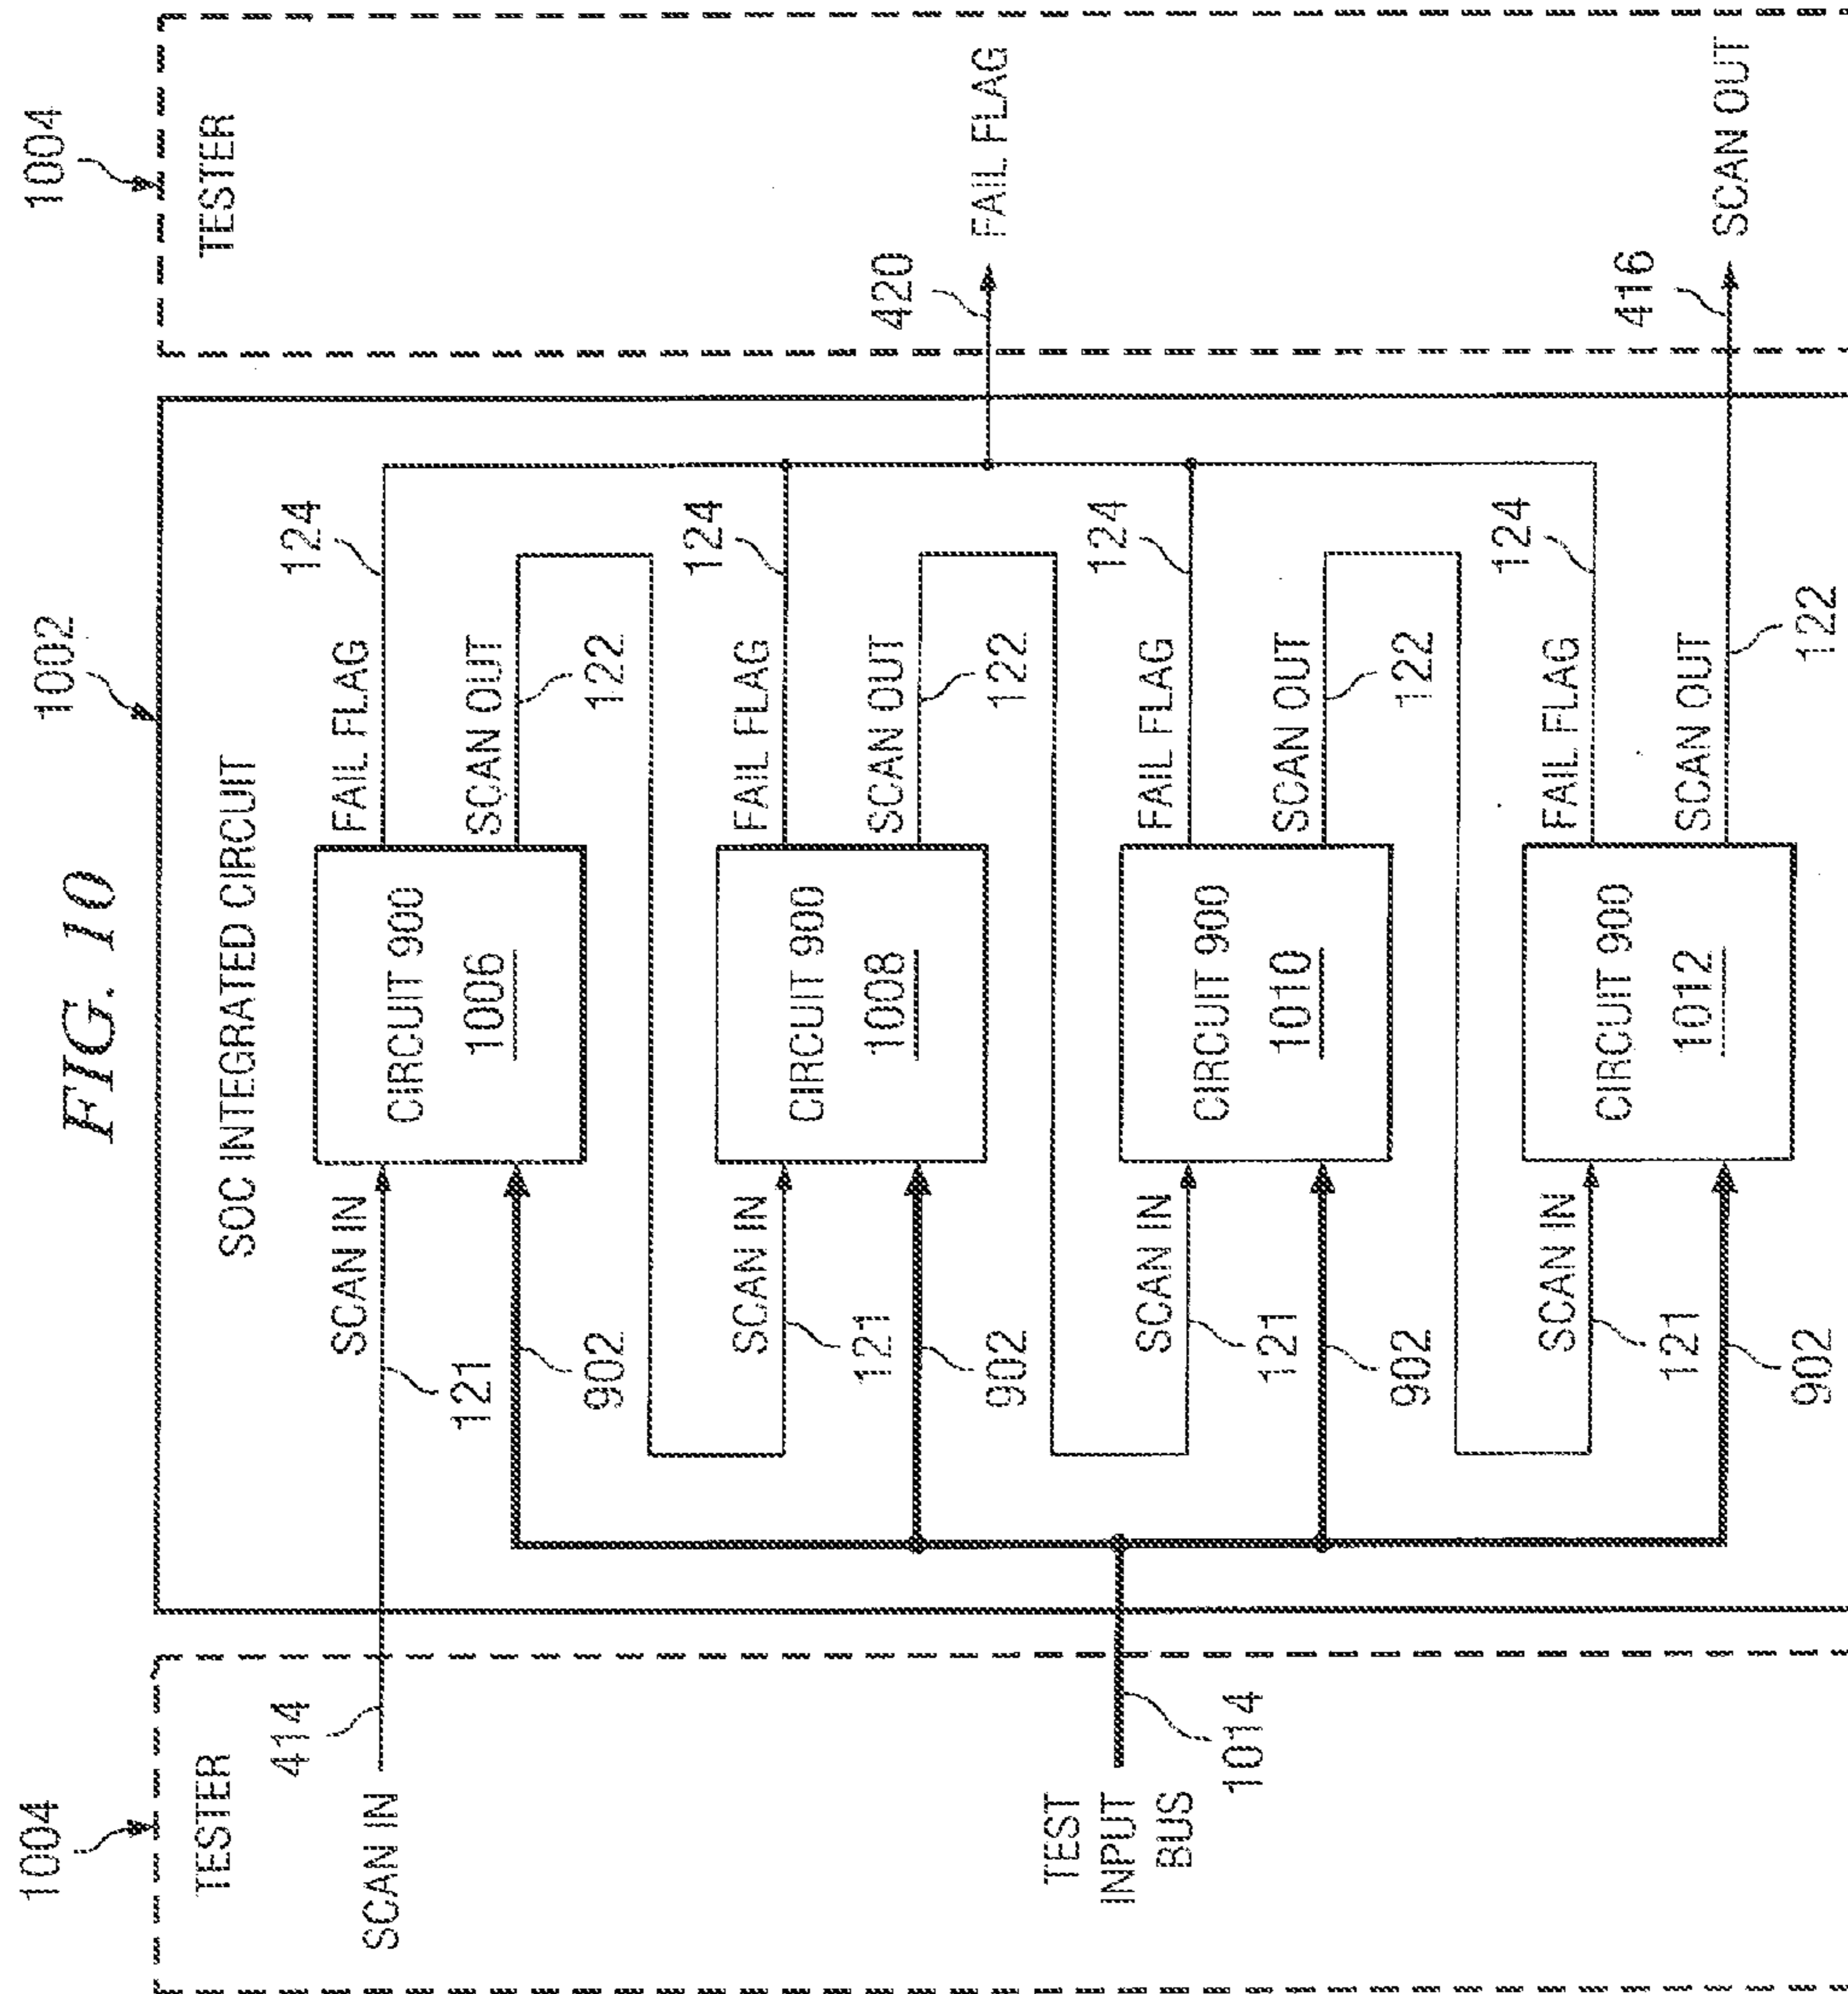 FIG. 10
1004
1002
1004
TESTER
SOC INTEGRATED CIRCUIT
TESTER
414
SCAN IN
121
SCAN IN
CIRCUIT 900
1006
FAIL FLAG
124
SCAN OUT
122
902
SCAN IN
121
CIRCUIT 900
1008
FAIL FLAG
124
SCAN OUT
122
902
420
FAIL FLAG
TEST
INPUT
BUS
1014
SCAN IN
121
CIRCUIT 900
1010
FAIL FLAG
124
SCAN OUT
122
902
SCAN IN
121
CIRCUIT 900
1012
FAIL FLAG
124
SCAN OUT
122
902
416
SCAN OUT